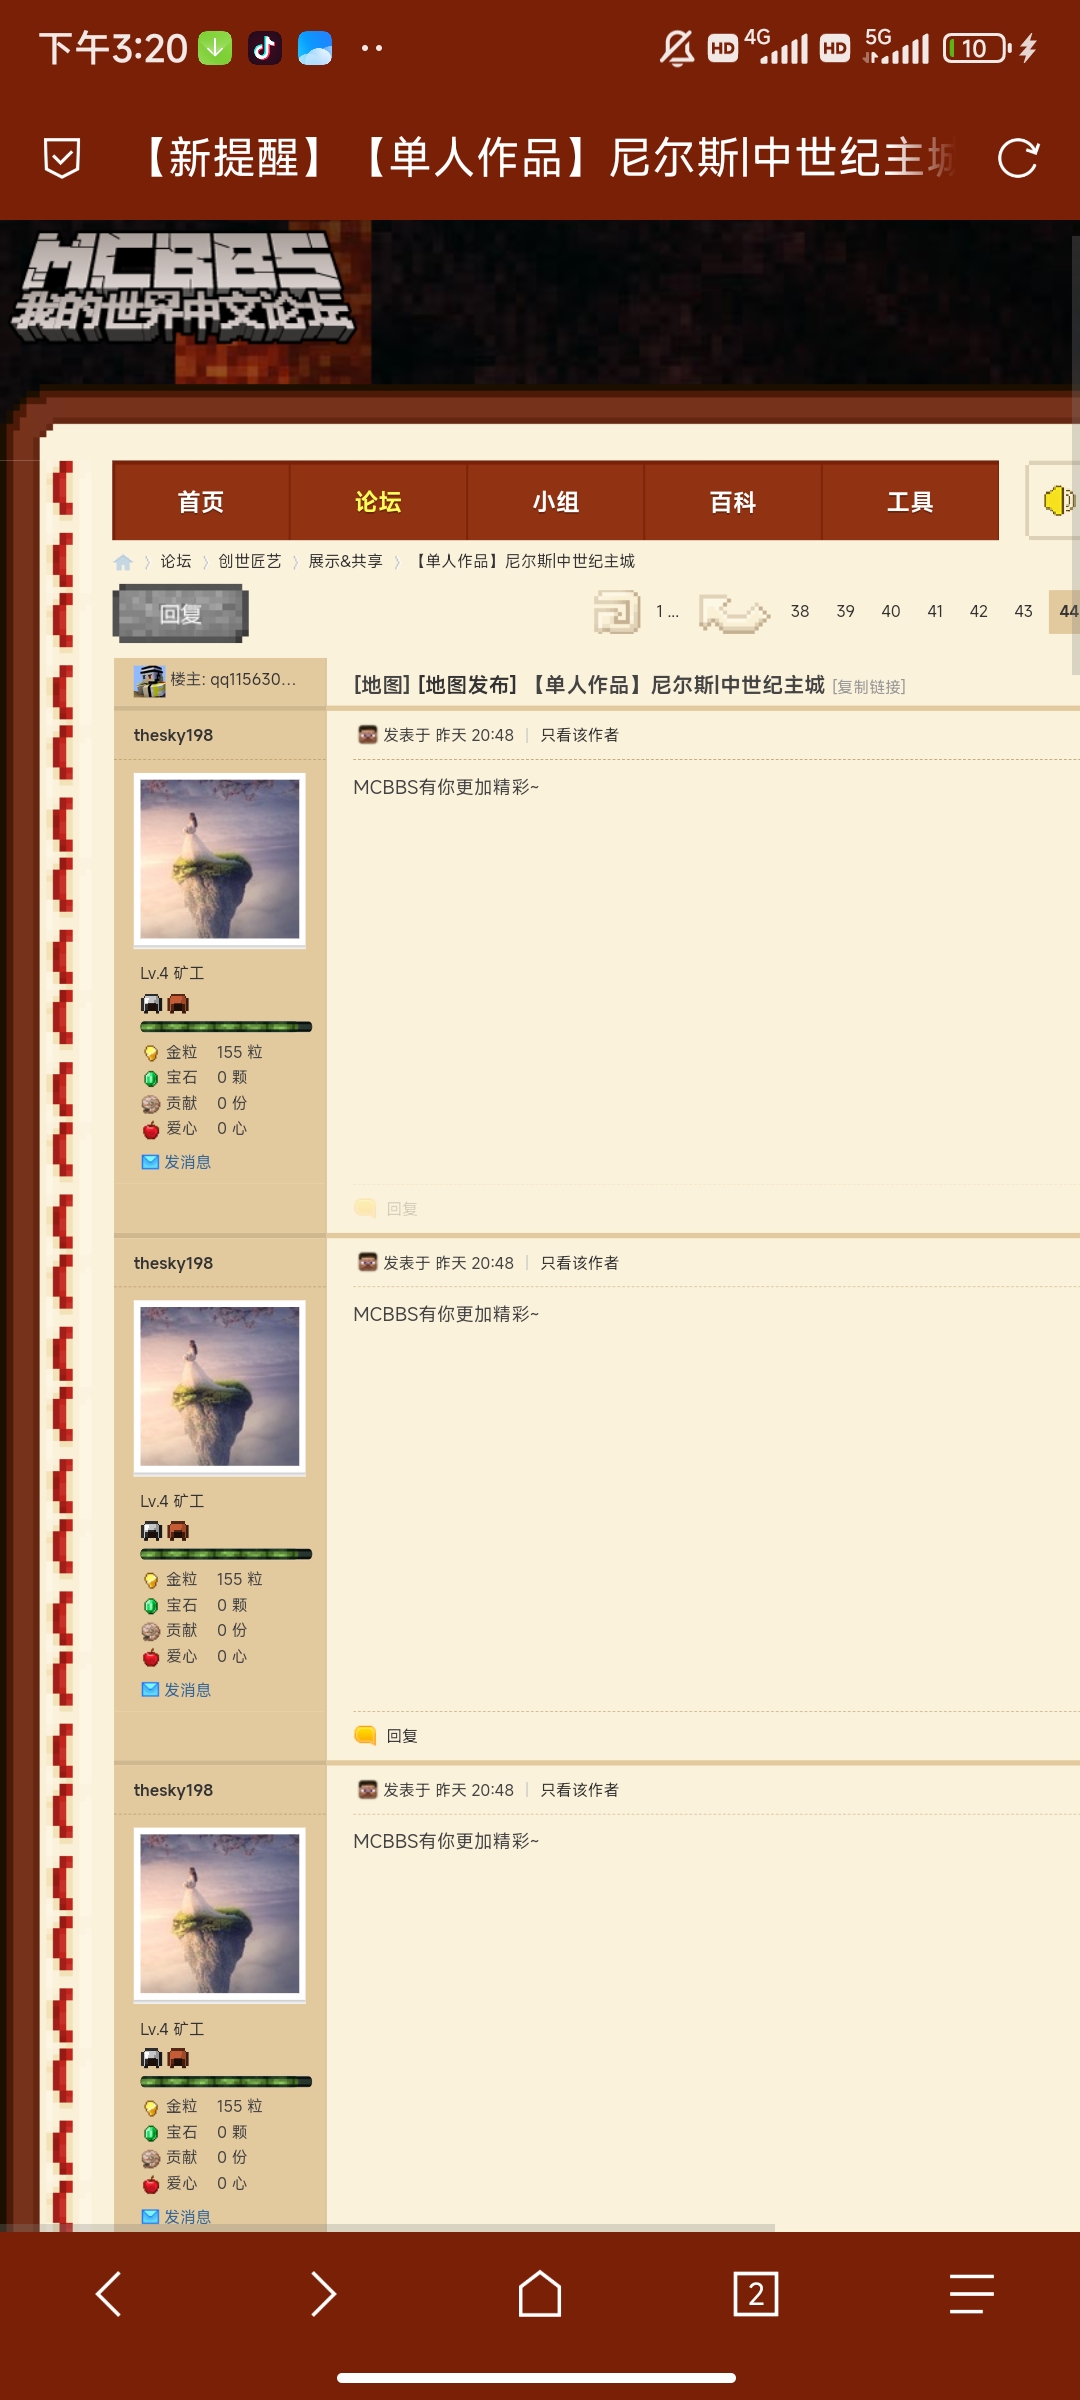 下午3:20
HD 4G HD 5G 10
【新提醒】【单人作品】尼尔斯|中世纪主城
MCBBS
我的世界中文论坛
首页 论坛 小组 百科 工具
论坛 创世匠艺 展示&共享 【单人作品】尼尔斯|中世纪主城
回复 1 ... 38 39 40 41 42 43 44
楼主: qq115630...
[地图] [地图发布] 【单人作品】尼尔斯|中世纪主城 [复制链接]
thesky198
发表于 昨天 20:48 | 只看该作者
MCBBS有你更加精彩~
Lv.4 矿工
金粒 155 粒
宝石 0 颗
贡献 0 份
爱心 0 心
发消息
回复
thesky198
发表于 昨天 20:48 | 只看该作者
MCBBS有你更加精彩~
Lv.4 矿工
金粒 155 粒
宝石 0 颗
贡献 0 份
爱心 0 心
发消息
回复
thesky198
发表于 昨天 20:48 | 只看该作者
MCBBS有你更加精彩~
Lv.4 矿工
金粒 155 粒
宝石 0 颗
贡献 0 份
爱心 0 心
发消息
2